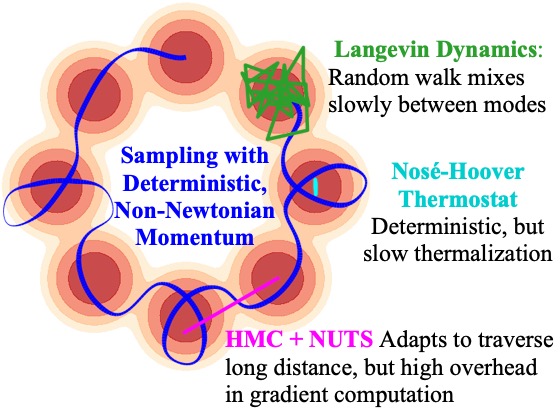 Langevin Dynamics:
Random walk mixes
slowly between modes
Sampling with
Deterministic,
Non-Newtonian
Momentum
Nosé-Hoover
Thermostat
Deterministic, but
slow thermalization
HMC + NUTS Adapts to traverse
long distance, but high overhead
in gradient computation